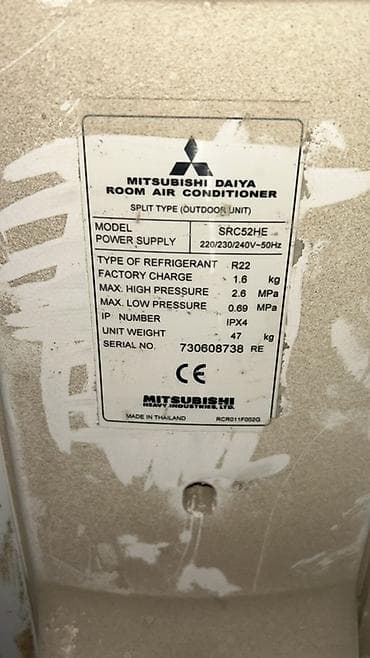 MITSUBISHI DAIYA
ROOM AIR CONDITIONER
SPLIT TYPE (OUTDOOR UNIT)
MODEL SRC52HE
POWER SUPPLY 220/230/240V~50Hz
TYPE OF REFRIGERANT R22
FACTORY CHARGE 1.6 kg
MAX. HIGH PRESSURE 2.6 MPa
MAX. LOW PRESSURE 0.69 MPa
IP NUMBER IPX4
UNIT WEIGHT 47 kg
SERIAL NO. 730608738 RE
CE
MITSUBISHI
HEAVY INDUSTRIES, LTD.
MADE IN THAILAND RCR011F002G